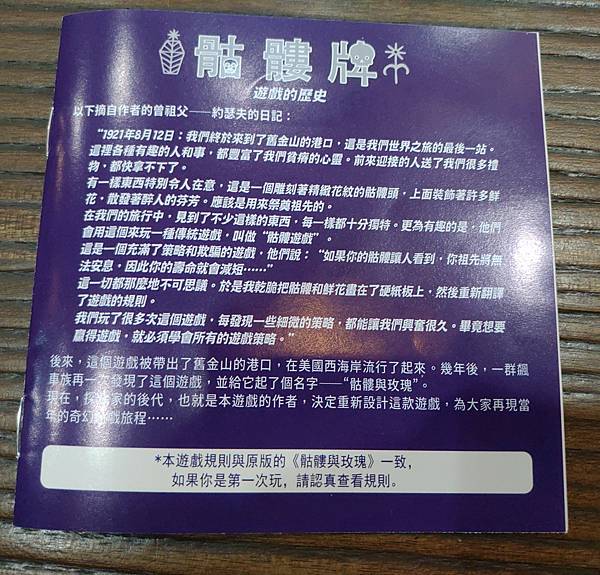 骷髏牌
遊戲的歷史
以下摘自作者的曾祖父——約瑟夫的日記：
“1921年8月12日：我們終於來到了舊金山的港口，這是我們世界之旅的最後一站。
這裡各種有趣的人和事，都豐富了我們貧瘠的心靈。前來迎接的人送了我們很多禮
物，都快拿不下了。
有一樣東西特別令人在意，這是一個雕刻著精緻花紋的骷髏頭，上面裝飾著許多鮮
花，散發著醉人的芬芳。應該是用來祭奠祖先的。
在我們的旅行中，見到了不少這樣的東西，每一樣都十分獨特。更為有趣的是，他們
會用這個來玩一種傳統遊戲，叫做“骷髏遊戲”。
這是一個充滿了策略和欺騙的遊戲，他們說：“如果你的骷髏讓人看到，你祖先將無
法安息，因此你的壽命就會減短……”
這一切都那麼地不可思議。於是我乾脆把骷髏和鮮花畫在了硬紙板上，然後重新翻譯
了遊戲的規則。
我們玩了很多次這個遊戲，每發現一些細微的策略，都能讓我們興奮很久。畢竟想要
贏得遊戲，就必須學會所有的遊戲策略。”
後來，這個遊戲被帶出了舊金山的港口，在美國西海岸流行了起來。幾年後，一群飆
車族再一次發現了這個遊戲，並給它起了個名字——“骷髏與玫瑰”。
現在，探險家的後代，也就是本遊戲的作者，決定重新設計這款遊戲，為大家再現當
年的奇幻遊戲旅程……
*本遊戲規則與原版的《骷髏與玫瑰》一致，
如果你是第一次玩，請認真查看規則。